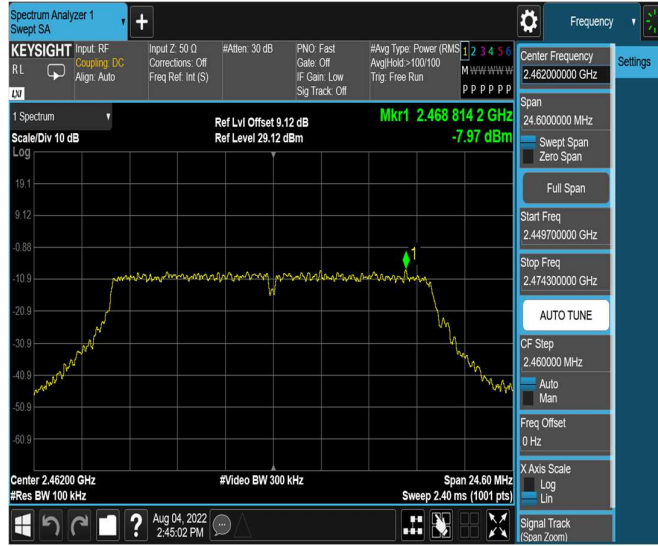 Spectrum Analyzer 1
Swept SA
+
Frequency
KEYSIGHT
RL
LXI
Input: RF
Coupling: DC
Align: Auto
Input Z: 50 Ω
Corrections: Off
Freq Ref: Int (S)
#Atten: 30 dB
PNO: Fast
Gate: Off
IF Gain: Low
Sig Track: Off
#Avg Type: Power (RMS
Avg|Hold:>100/100
Trig: Free Run
1 2 3 4 5 6
M W W W W W
P P P P P P
1 Spectrum
Scale/Div 10 dB
Ref Lvl Offset 9.12 dB
Ref Level 29.12 dBm
Mkr1 2.468 814 2 GHz
-7.97 dBm
Log
19.1
9.12
-0.88
-10.9
-20.9
-30.9
-40.9
-50.9
-60.9
1
Center 2.46200 GHz
#Video BW 300 kHz
Span 24.60 MHz
#Res BW 100 kHz
Sweep 2.40 ms (1001 pts)
?
Aug 04, 2022
2:45:02 PM
Center Frequency
2.462000000 GHz
Settings
Span
24.6000000 MHz
Swept Span
Zero Span
Full Span
Start Freq
2.449700000 GHz
Stop Freq
2.474300000 GHz
AUTO TUNE
CF Step
2.460000 MHz
Auto
Man
Freq Offset
0 Hz
X Axis Scale
Log
Lin
Signal Track
(Span Zoom)